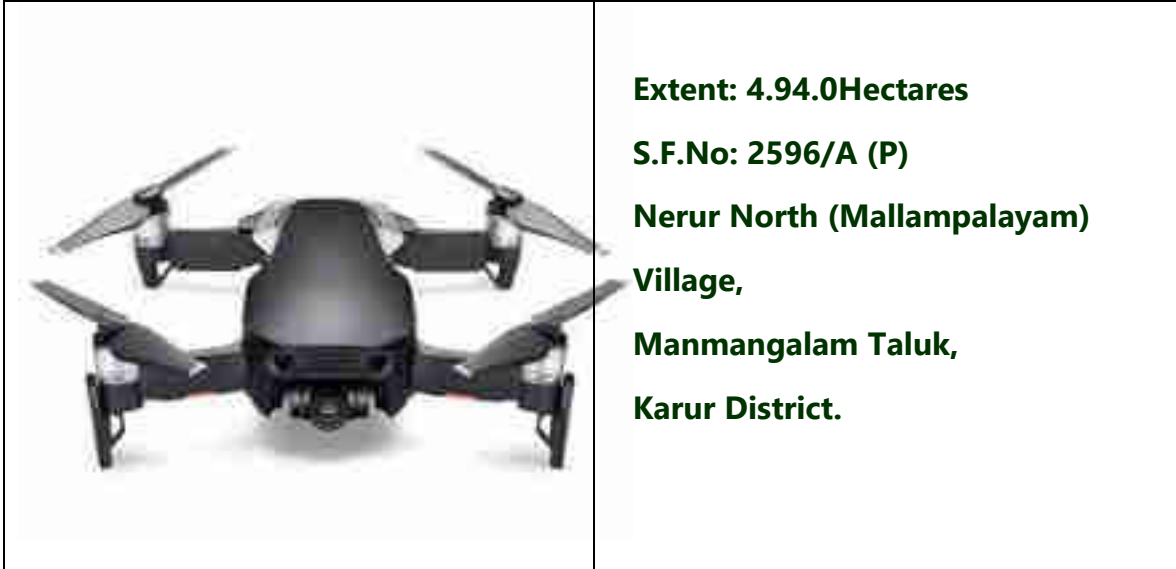 Extent: 4.94.0Hectares
S.F.No: 2596/A (P)
Nerur North (Mallampalayam)
Village,
Manmangalam Taluk,
Karur District.